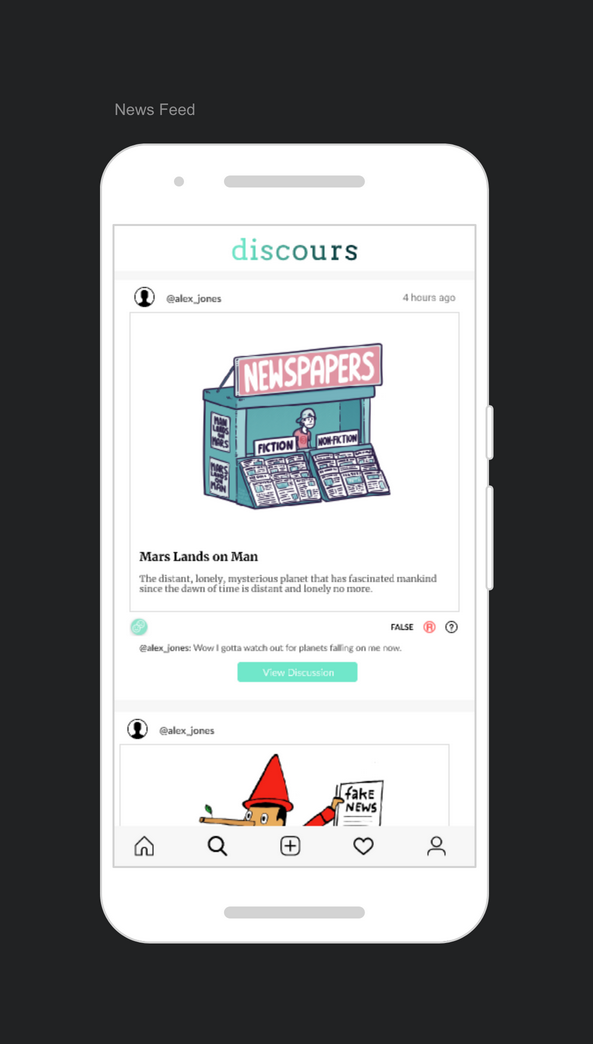 News Feed
discours
@alex_jones
4 hours ago
NEWSPAPERS
MAN
LANDS
ON
MARS
FICTION
NON-FICTION
MARS
LANDS
ON
MAN
Mars Lands on Man
The distant, lonely, mysterious planet that has fascinated mankind
since the dawn of time is distant and lonely no more.
FALSE
R
?
@alex_jones: Wow I gotta watch out for planets falling on me now.
View Discussion
@alex_jones
fake
NEWS